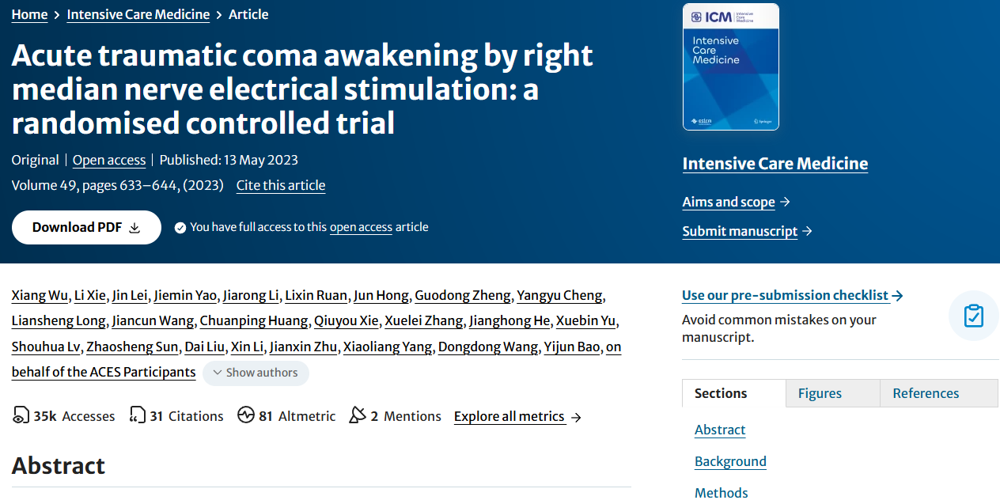 Home > Intensive Care Medicine > Article
Acute traumatic coma awakening by right
median nerve electrical stimulation: a
randomised controlled trial
Original | Open access | Published: 13 May 2023
Volume 49, pages 633–644, (2023) Cite this article
Download PDF
You have full access to this open access article
ICM Intensive Care Medicine
Intensive
Care
Medicine
esicm Springer
Intensive Care Medicine
Aims and scope →
Submit manuscript →
Xiang Wu, Li Xie, Jin Lei, Jiemin Yao, Jiarong Li, Lixin Ruan, Jun Hong, Guodong Zheng, Yangyu Cheng,
Liansheng Long, Jiancun Wang, Chuanping Huang, Qiuyou Xie, Xuelei Zhang, Jianghong He, Xuebin Yu,
Shouhua Lv, Zhaosheng Sun, Dai Liu, Xin Li, Jianxin Zhu, Xiaoliang Yang, Dongdong Wang, Yijun Bao, on
behalf of the ACES Participants Show authors
35k Accesses 31 Citations 81 Altmetric 2 Mentions Explore all metrics →
Abstract
Use our pre-submission checklist →
Avoid common mistakes on your
manuscript.
Sections Figures References
Abstract
Background
Methods